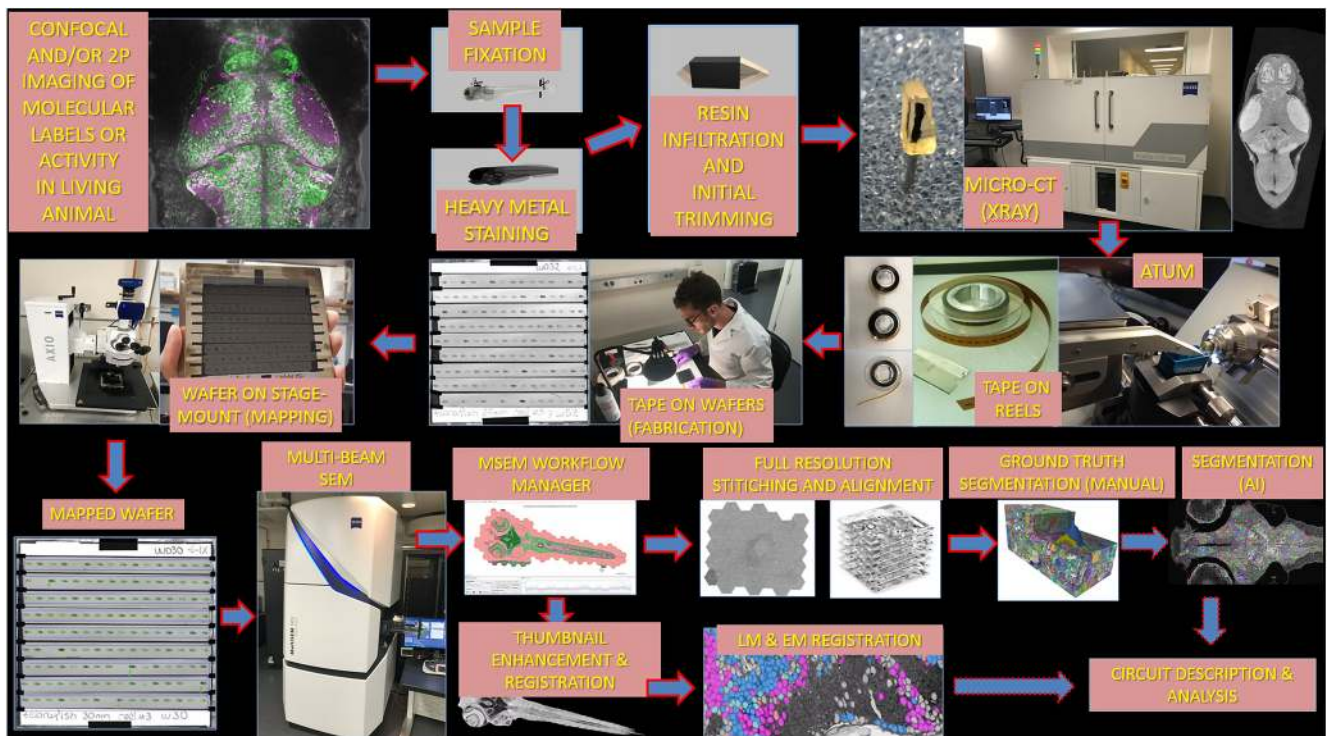 CONFOCAL
AND/OR 2P
IMAGING OF
MOLECULAR
LABELS OR
ACTIVITY
IN LIVING
ANIMAL
SAMPLE
FIXATION
HEAVY METAL
STAINING
RESIN
INFILTRATION
AND
INITIAL
TRIMMING
MICRO-CT
(XRAY)
ATUM
TAPE ON
REELS
TAPE ON WAFERS
(FABRICATION)
WAFER ON STAGE-
MOUNT (MAPPING)
AXIO
MAPPED WAFER
MULTI-BEAM
SEM
MSEM WORKFLOW
MANAGER
FULL RESOLUTION
STITCHING AND ALIGNMENT
GROUND TRUTH
SEGMENTATION (MANUAL)
SEGMENTATION
(AI)
THUMBNAIL
ENHANCEMENT &
REGISTRATION
LM & EM REGISTRATION
CIRCUIT DESCRIPTION &
ANALYSIS